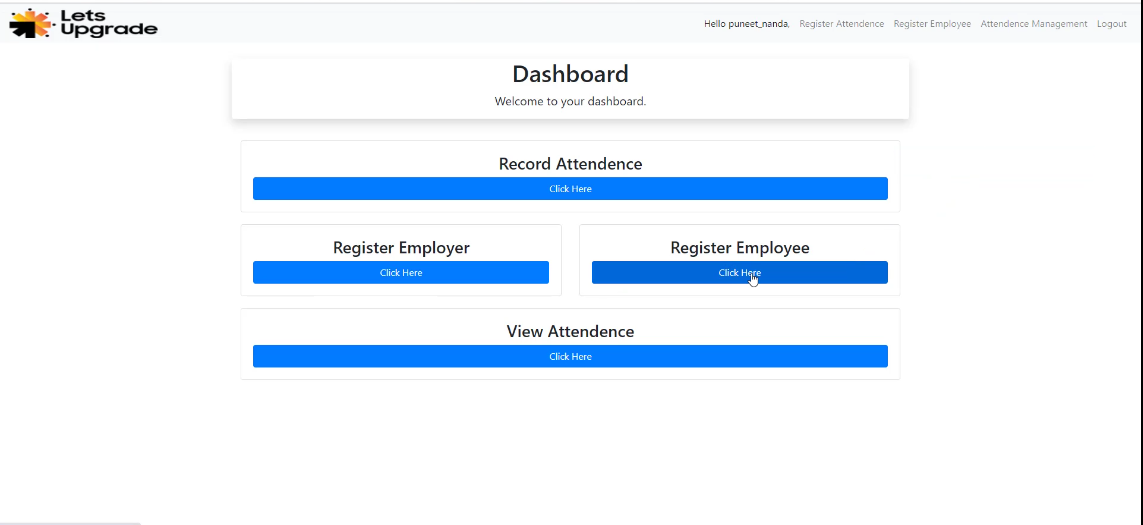 Lets
Upgrade
Hello puneet_nanda, Register Attendence Register Employee Attendence Management Logout
Dashboard
Welcome to your dashboard.
Record Attendence
Click Here
Register Employer
Click Here
Register Employee
Click Here
View Attendence
Click Here